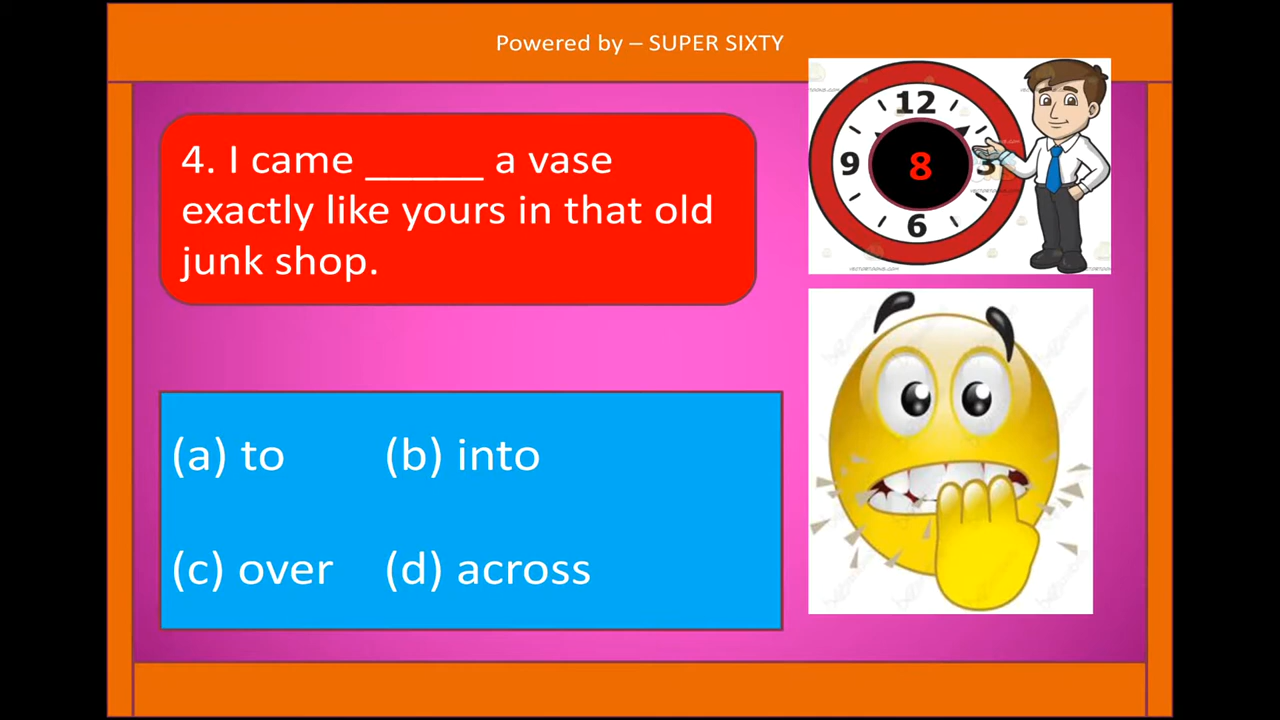 Powered by – SUPER SIXTY
4. I came ______ a vase
exactly like yours in that old
junk shop.
12
9
8
3
6
(a) to (b) into
(c) over (d) across